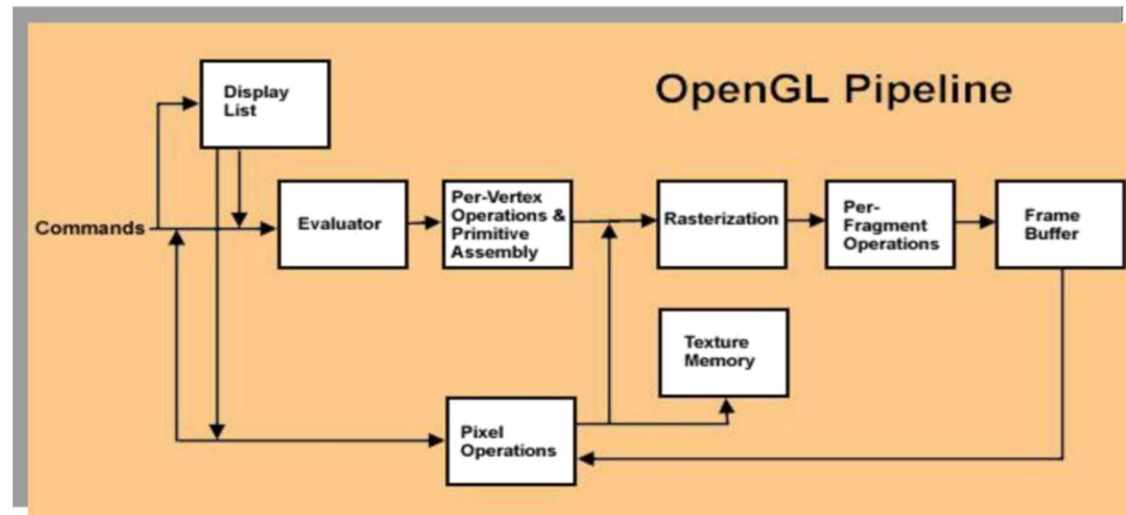 OpenGL Pipeline
Display
List
Commands
Evaluator
Per-Vertex
Operations &
Primitive
Assembly
Rasterization
Per-
Fragment
Operations
Frame
Buffer
Texture
Memory
Pixel
Operations